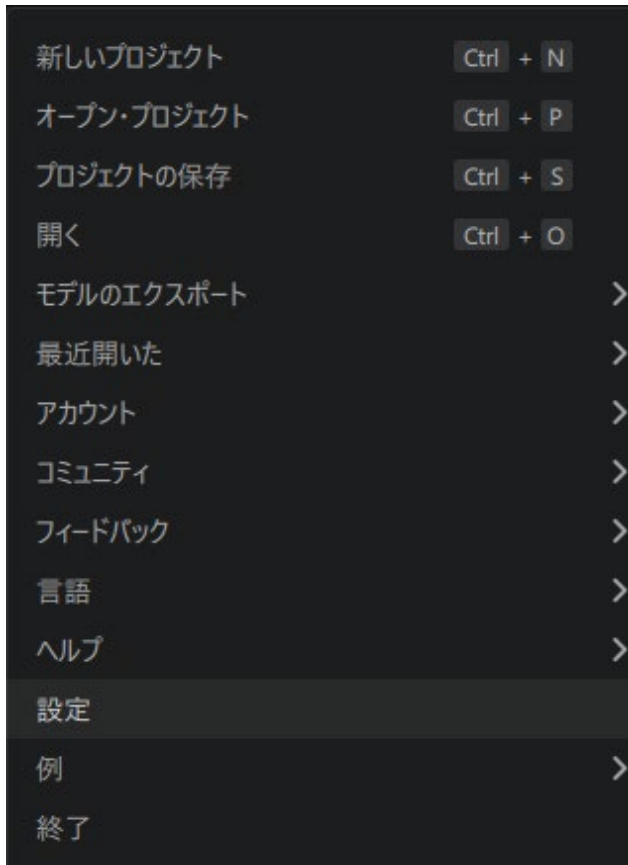 新しいプロジェクト Ctrl + N
オープン・プロジェクト Ctrl + P
プロジェクトの保存 Ctrl + S
開く Ctrl + O
モデルのエクスポート
最近開いた
アカウント
コミュニティ
フィードバック
言語
ヘルプ
設定
例
終了